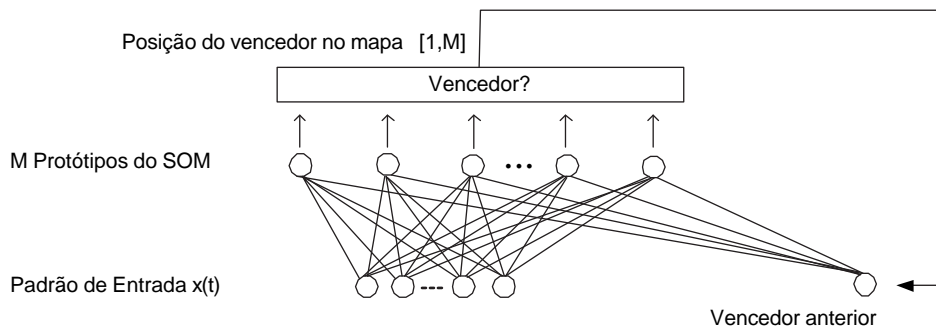 Posição do vencedor no mapa [1,M]
Vencedor?
M Protótipos do SOM
Padrão de Entrada x(t)
Vencedor anterior